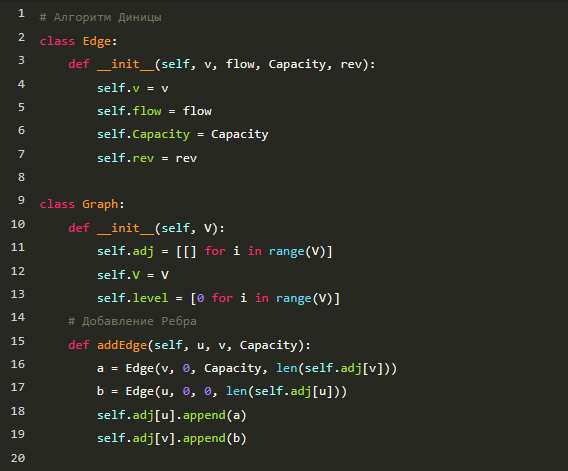 1 # Алгоритм Диницы
2 class Edge:
3     def __init__(self, v, flow, Capacity, rev):
4         self.v = v
5         self.flow = flow
6         self.Capacity = Capacity
7         self.rev = rev
8
9 class Graph:
10     def __init__(self, V):
11         self.adj = [[] for i in range(V)]
12         self.V = V
13         self.level = [0 for i in range(V)]
14     # Добавление Ребра
15     def addEdge(self, u, v, Capacity):
16         a = Edge(v, 0, Capacity, len(self.adj[v]))
17         b = Edge(u, 0, 0, len(self.adj[u]))
18         self.adj[u].append(a)
19         self.adj[v].append(b)
20